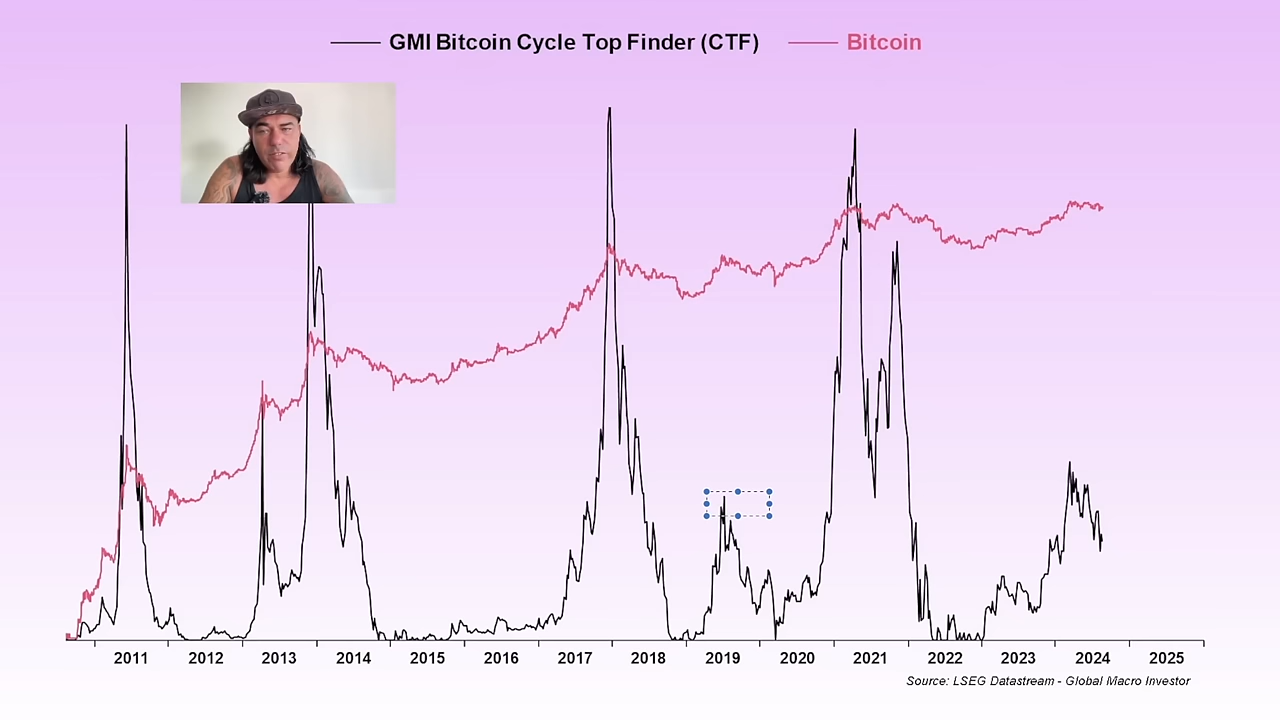 GMI Bitcoin Cycle Top Finder (CTF) Bitcoin
2011 2012 2013 2014 2015 2016 2017 2018 2019 2020 2021 2022 2023 2024 2025
Source: LSEG Datastream - Global Macro Investor